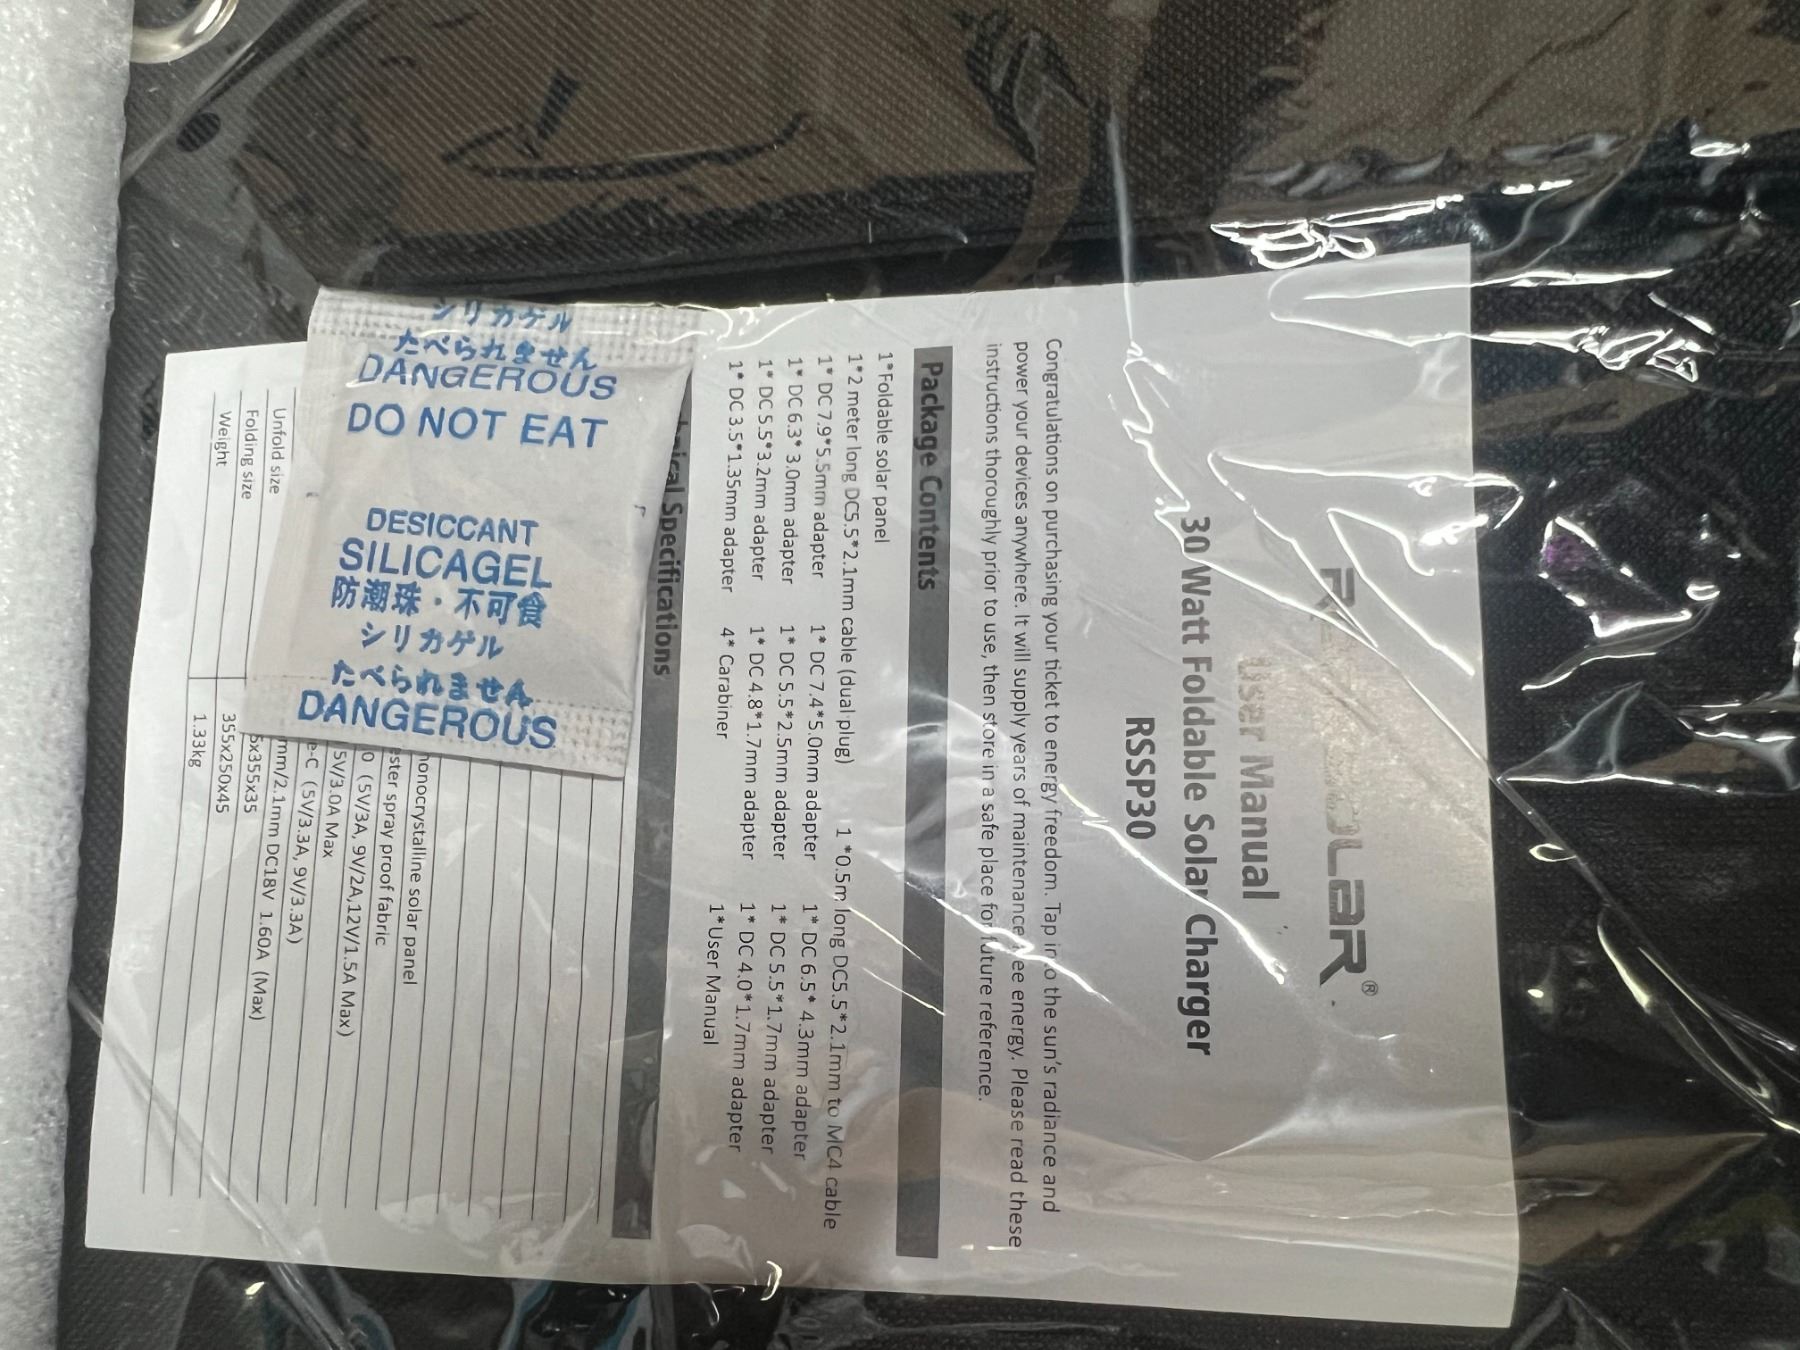 ®
User Manual
30 Watt Foldable Solar Charger
RSSP30
Congratulations on purchasing your ticket to energy freedom. Tap into the sun's radiance and
power your devices anywhere. It will supply years of maintenance free energy. Please read these
instructions thoroughly prior to use, then store in a safe place for future reference.
Package Contents
1*Foldable solar panel
1*2 meter long DC5.5*2.1mm cable (dual plug) 1 *0.5m long DC5.5*2.1mm to MC4 cable
1* DC 7.9*5.5mm adapter 1* DC 7.4*5.0mm adapter 1* DC 6.5* 4.3mm adapter
1* DC 6.3* 3.0mm adapter 1* DC 5.5*2.5mm adapter 1* DC 5.5*1.7mm adapter
1* DC 5.5*3.2mm adapter 1* DC 4.8*1.7mm adapter 1* DC 4.0*1.7mm adapter
1* DC 3.5*1.35mm adapter 4* Carabiner 1*User Manual
Specifications
solar panel
spray proof fabric
(5V/3A, 9V/2A,12V/1.5A Max)
5V/3.0A Max
(5V/3.3A, 9V/3.3A)
mm/2.1mm DC18V 1.60A (Max)
Unfold size 5x355x35
Folding size 355x250x45
Weight 1.33kg
シリカゲル
たべられません
DANGEROUS
DO NOT EAT
DESICCANT
SILICAGEL
防潮珠・不可食
シリカゲル
たべられません
DANGEROUS